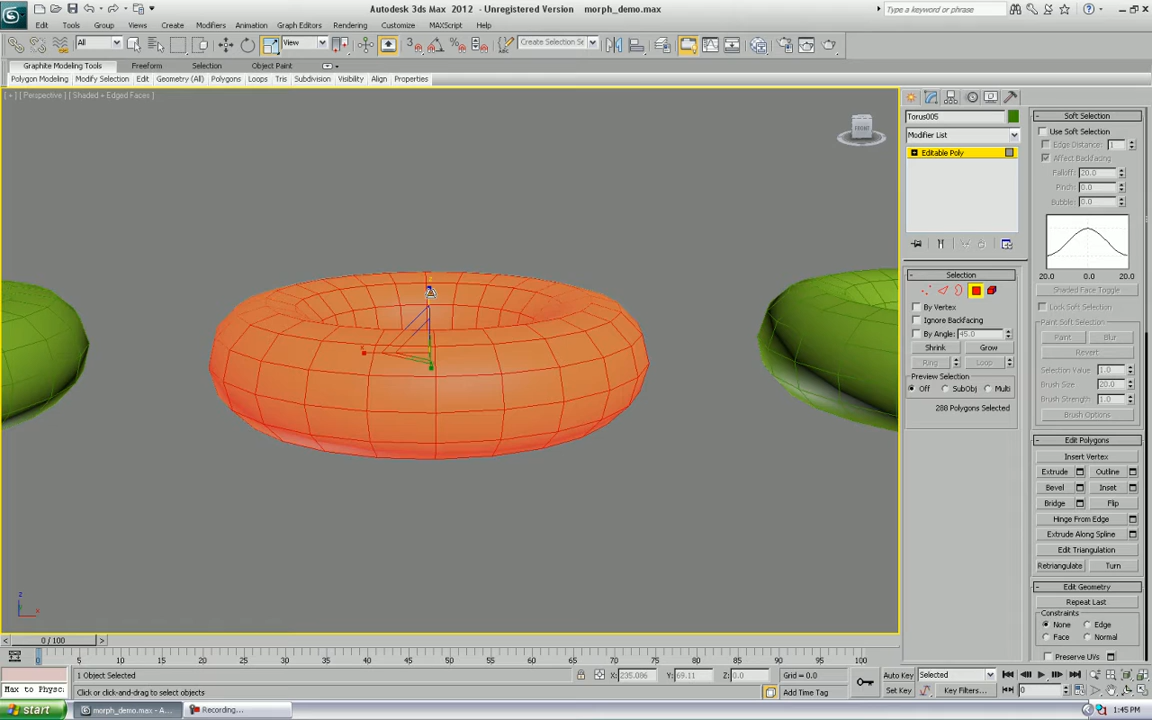 Autodesk 3ds Max 2012 - Unregistered Version morph_demo.max
Type a keyword or phrase
Edit Tools Group Views Create Modifiers Animation Graph Editors Rendering Customize MAXScript Help
All View Create Selection Se
Graphite Modeling Tools Freeform Selection Object Paint
Polygon Modeling Modify Selection Edit Geometry (All) Polygons Loops Tris Subdivision Visibility Align Properties
[ + ] [ Perspective ] [ Shaded + Edged Faces ]
FRONT
Torus005
Modifier List
Editable Poly
Selection
By Vertex
Ignore Backfacing
By Angle: 45.0
Shrink Grow
Ring Loop
Preview Selection
Off SubObj Multi
288 Polygons Selected
Soft Selection
Use Soft Selection
Edge Distance: 1
Affect Backfacing
Falloff: 20.0
Pinch: 0.0
Bubble: 0.0
20.0 0.0 20.0
Shaded Face Toggle
Lock Soft Selection
Paint Soft Selection
Paint Blur
Revert
Selection Value 1.0
Brush Size 20.0
Brush Strength 1.0
Brush Options
Edit Polygons
Insert Vertex
Extrude Outline
Bevel Inset
Bridge Flip
Hinge From Edge
Extrude Along Spline
Edit Triangulation
Retriangulate Turn
Edit Geometry
Repeat Last
Constraints
None Edge
Face Normal
Preserve UVs
z
x
0 / 100
0 5 10 15 20 25 30 35 40 45 50 55 60 65 70 75 80 85 90 95 100
1 Object Selected X: 235.086 Y: 69.11 Z: 0.0 Grid = 0.0 Auto Key Selected
Max to Physc Click or click-and-drag to select objects Add Time Tag Set Key Key Filters... 0
start morph_demo.max - A... Recording... 1:45 PM